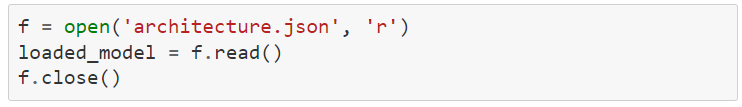 f = open('architecture.json', 'r')
loaded_model = f.read()
f.close()